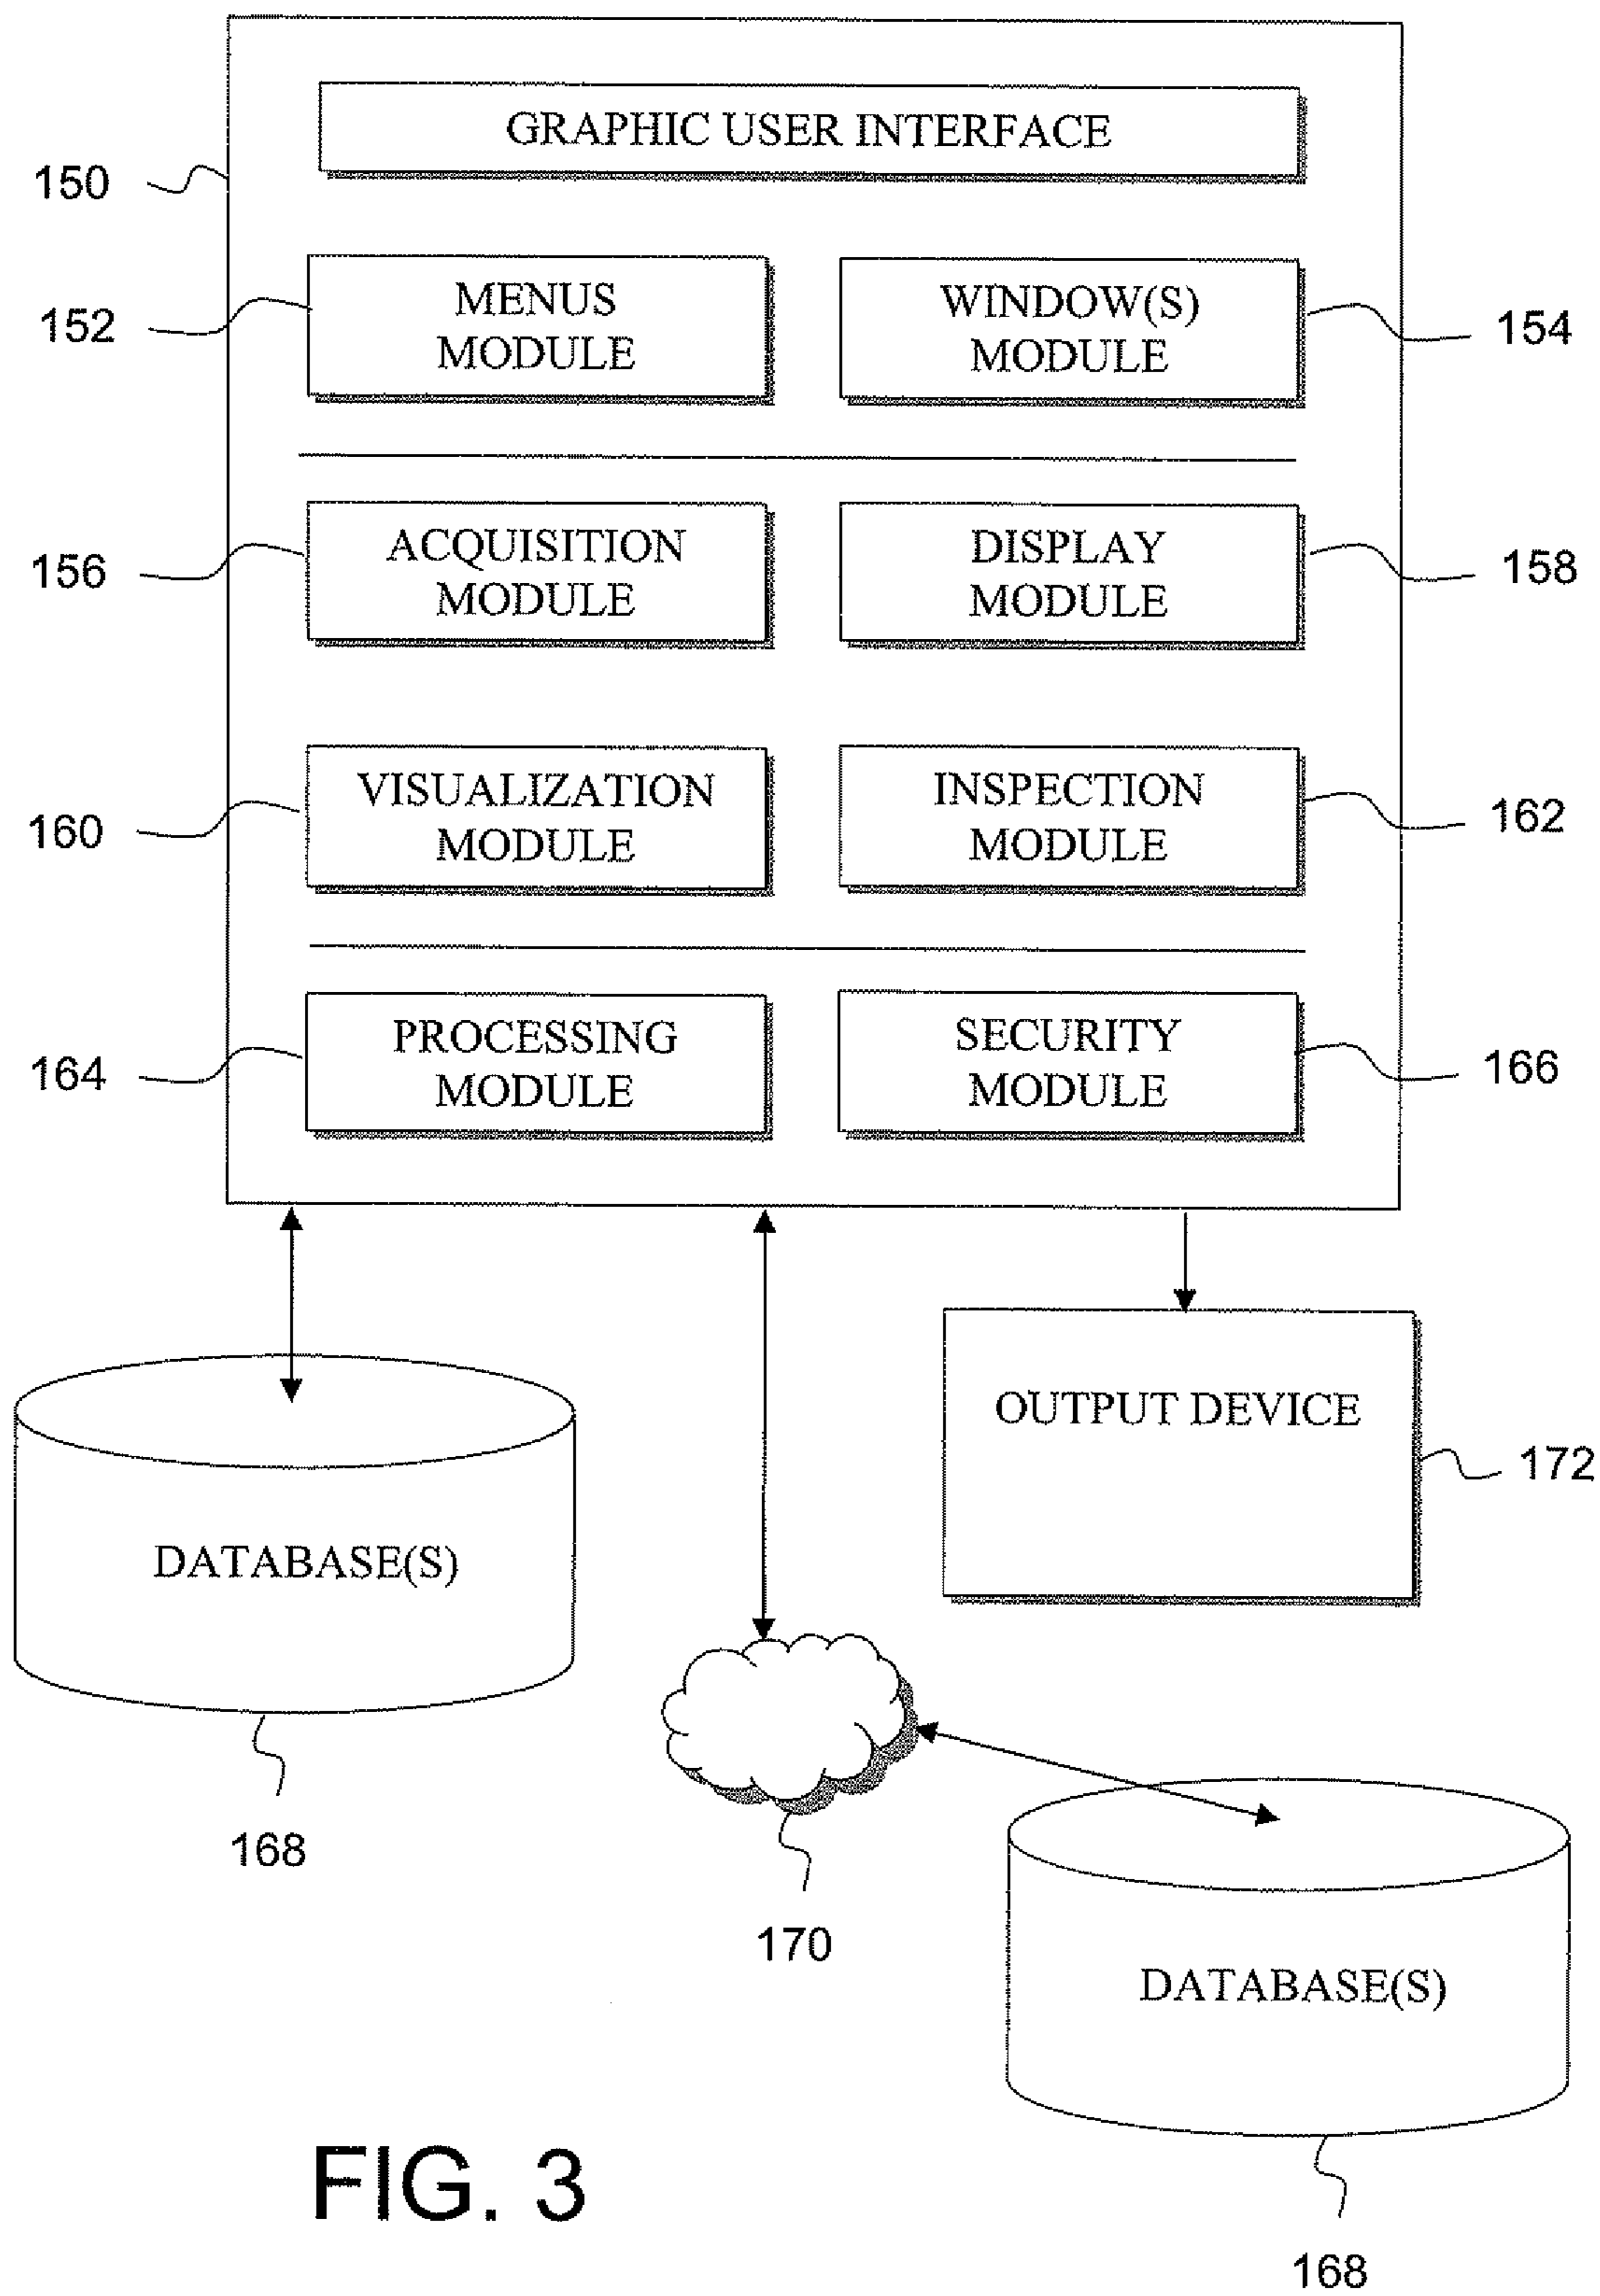 GRAPHIC USER INTERFACE
150
MENUS
MODULE
152
WINDOW(S)
MODULE
154
ACQUISITION
MODULE
156
DISPLAY
MODULE
158
VISUALIZATION
MODULE
160
INSPECTION
MODULE
162
PROCESSING
MODULE
164
SECURITY
MODULE
166
OUTPUT DEVICE
172
DATABASE(S)
168
170
DATABASE(S)
168
FIG. 3